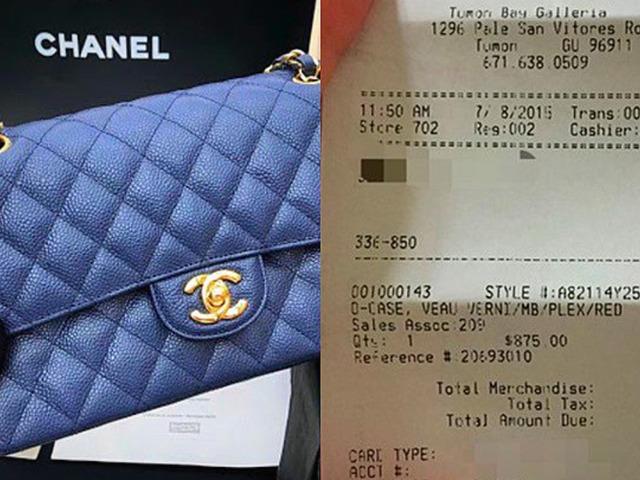 CHANEL
Tumon Bay Galleria
1296 Pale San Vitores Ro
Tumon GU 96911
671.638.0509
11:50 AM 7/ 8/2015 Trans:00
Store 702 Reg:002 Cashier:
336-850
001000143 STYLE #:A82114Y25
O-CASE, VEAU VERNI/MB/PLEX/RED
Sales Assoc:209
Qty: 1 $875.00
Reference #:20693010
Total Merchandise:
Total Tax:
Total Amount Due:
CARD TYPE:
ACCT #: